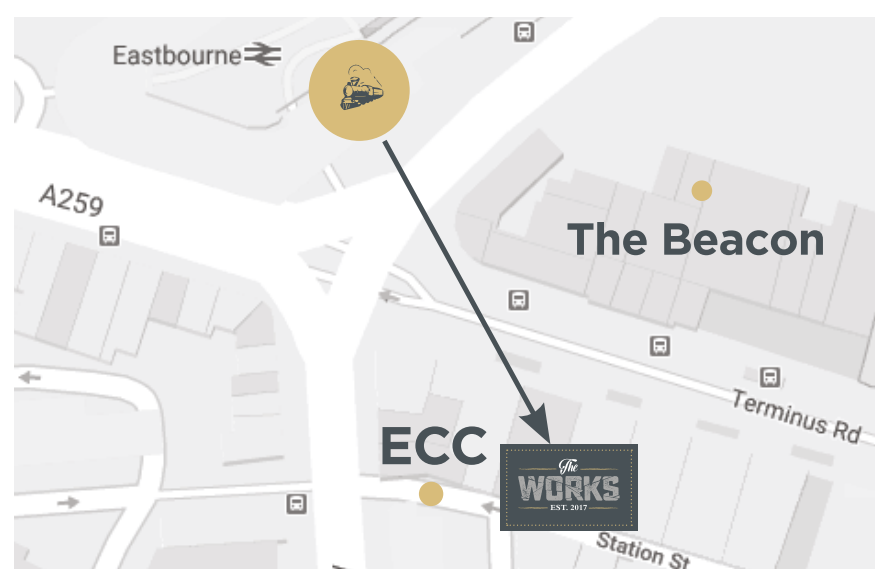 Eastbourne
A259
The Beacon
Terminus Rd
ECC
The
WORKS
EST. 2017
Station St